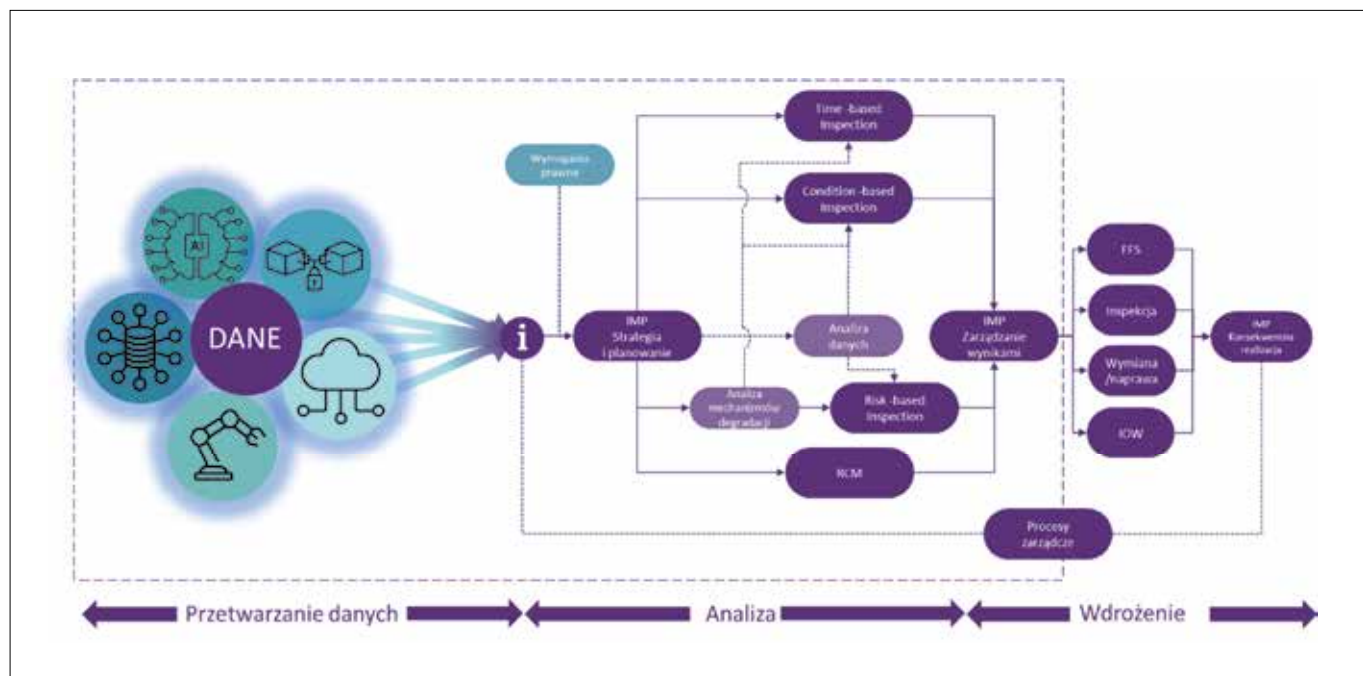 Time -based
Inspection
Wymagania
prawne
Condition -based
Inspection
AI
DANE
i
IMP
Strategia
i planowanie
Analiza
danych
IMP
Zarządzanie
wynikami
FFS
Inspekcja
Wymiana
/naprawa
IOW
IMP
Konsekwentna
realizacja
Analiza
mechanizmów
degradacji
Risk -based
Inspection
RCM
Procesy
zarządcze
Przetwarzanie danych
Analiza
Wdrożenie